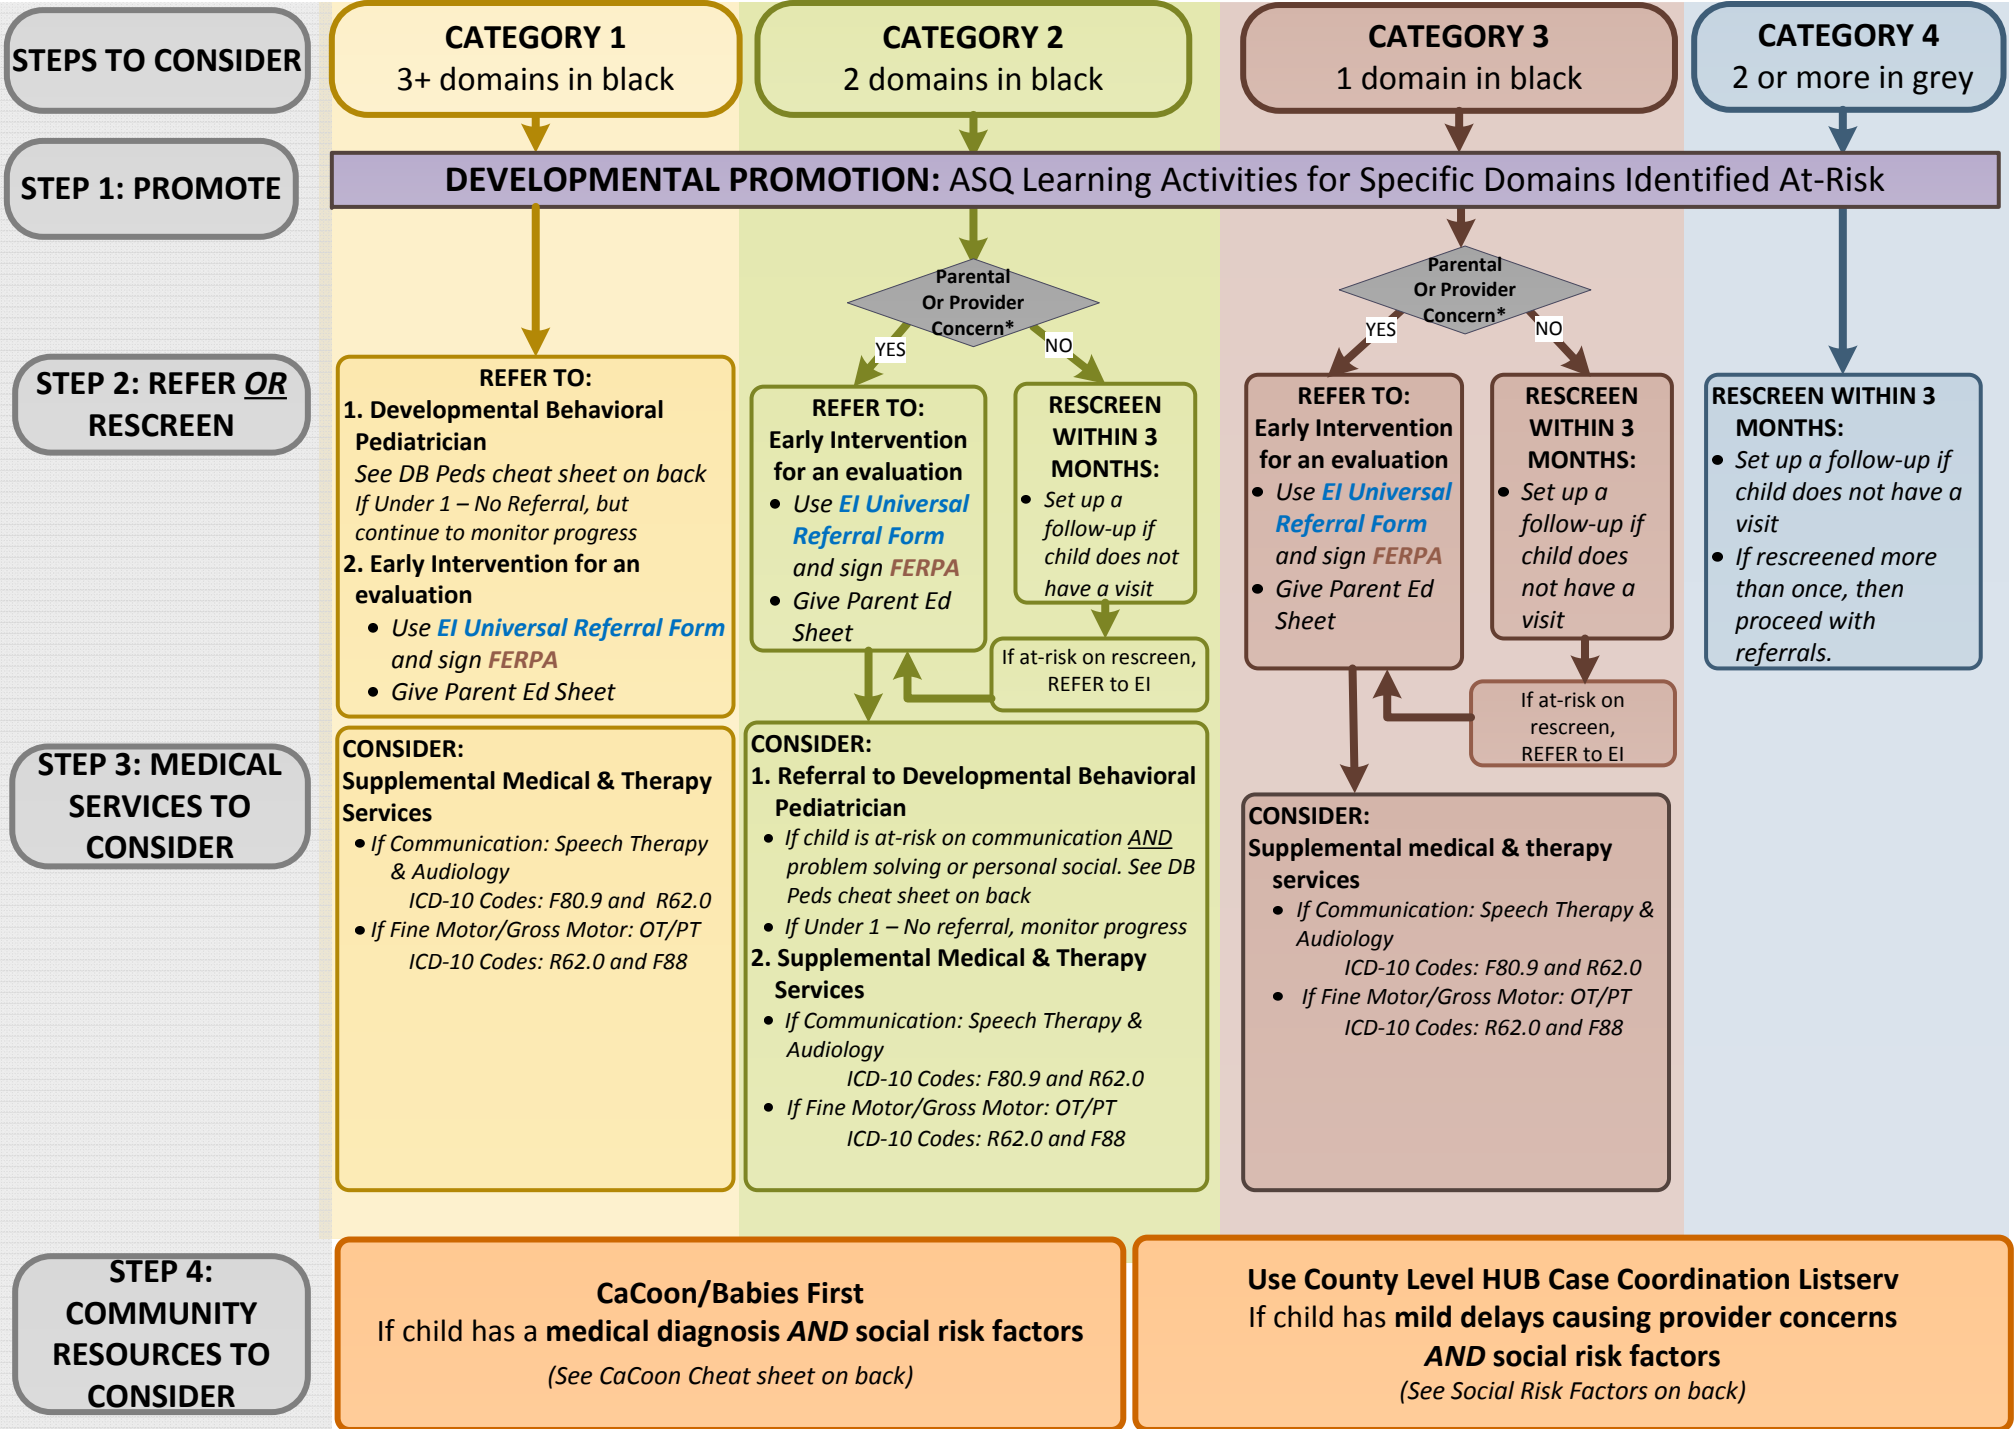 STEPS TO CONSIDER
CATEGORY 1
3+ domains in black
CATEGORY 2
2 domains in black
CATEGORY 3
1 domain in black
CATEGORY 4
2 or more in grey
STEP 1: PROMOTE
DEVELOPMENTAL PROMOTION: ASQ Learning Activities for Specific Domains Identified At-Risk
STEP 2: REFER OR
RESCREEN
REFER TO:
1. Developmental Behavioral
Pediatrician
See DB Peds cheat sheet on back
If Under 1 – No Referral, but
continue to monitor progress
2. Early Intervention for an
evaluation
• Use EI Universal Referral Form
and sign FERPA
• Give Parent Ed Sheet
Parental
Or Provider
Concern*
YES
NO
REFER TO:
Early Intervention
for an evaluation
• Use EI Universal
Referral Form
and sign FERPA
• Give Parent Ed
Sheet
RESCREEN
WITHIN 3
MONTHS:
• Set up a
follow-up if
child does not
have a visit
If at-risk on rescreen,
REFER to EI
Parental
Or Provider
Concern*
YES
NO
REFER TO:
Early Intervention
for an evaluation
• Use EI Universal
Referral Form
and sign FERPA
• Give Parent Ed
Sheet
RESCREEN
WITHIN 3
MONTHS:
• Set up a
follow-up if
child does
not have a
visit
If at-risk on
rescreen,
REFER to EI
RESCREEN WITHIN 3
MONTHS:
• Set up a follow-up if
child does not have a
visit
• If rescreened more
than once, then
proceed with
referrals.
STEP 3: MEDICAL
SERVICES TO
CONSIDER
CONSIDER:
Supplemental Medical & Therapy
Services
• If Communication: Speech Therapy
& Audiology
ICD-10 Codes: F80.9 and R62.0
• If Fine Motor/Gross Motor: OT/PT
ICD-10 Codes: R62.0 and F88
CONSIDER:
1. Referral to Developmental Behavioral
Pediatrician
• If child is at-risk on communication AND
problem solving or personal social. See DB
Peds cheat sheet on back
• If Under 1 – No referral, monitor progress
2. Supplemental Medical & Therapy
Services
• If Communication: Speech Therapy &
Audiology
ICD-10 Codes: F80.9 and R62.0
• If Fine Motor/Gross Motor: OT/PT
ICD-10 Codes: R62.0 and F88
CONSIDER:
Supplemental medical & therapy
services
• If Communication: Speech Therapy &
Audiology
ICD-10 Codes: F80.9 and R62.0
• If Fine Motor/Gross Motor: OT/PT
ICD-10 Codes: R62.0 and F88
STEP 4:
COMMUNITY
RESOURCES TO
CONSIDER
CaCoon/Babies First
If child has a medical diagnosis AND social risk factors
(See CaCoon Cheat sheet on back)
Use County Level HUB Case Coordination Listserv
If child has mild delays causing provider concerns
AND social risk factors
(See Social Risk Factors on back)